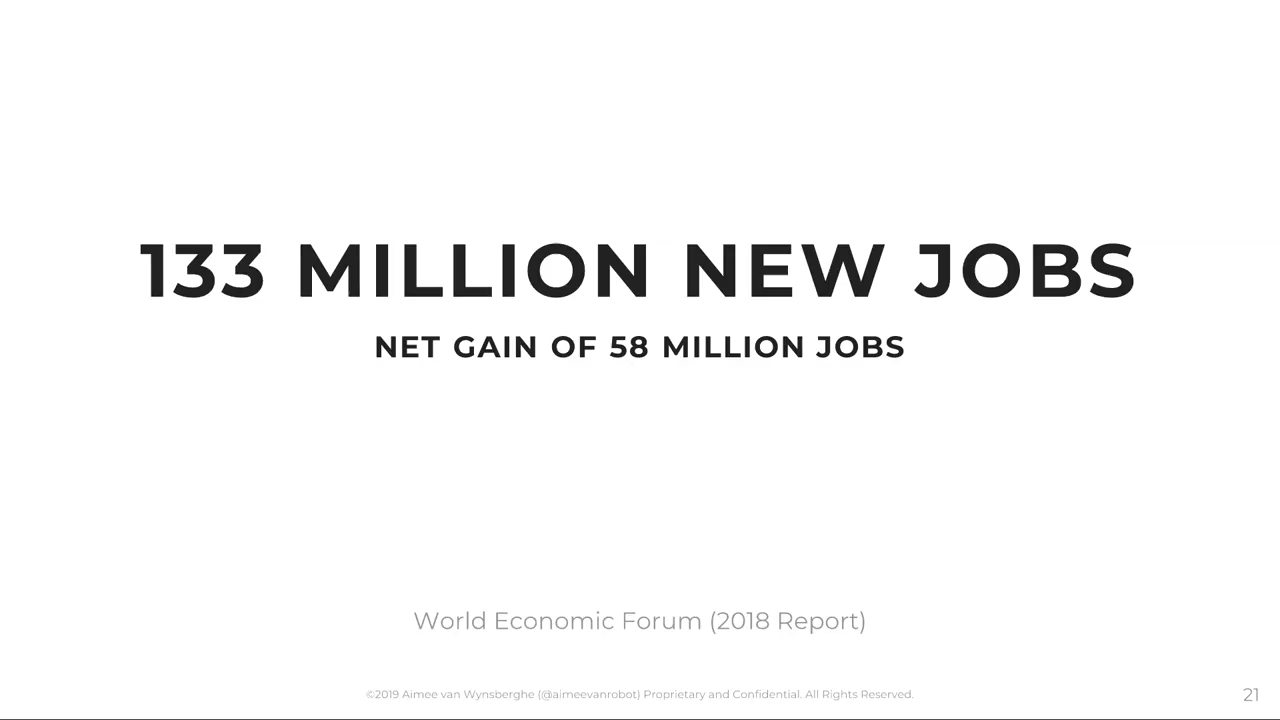 133 MILLION NEW JOBS
NET GAIN OF 58 MILLION JOBS
World Economic Forum (2018 Report)
©2019 Aimee van Wynsberghe (@aimeevanrobot) Proprietary and Confidential. All Rights Reserved.
21